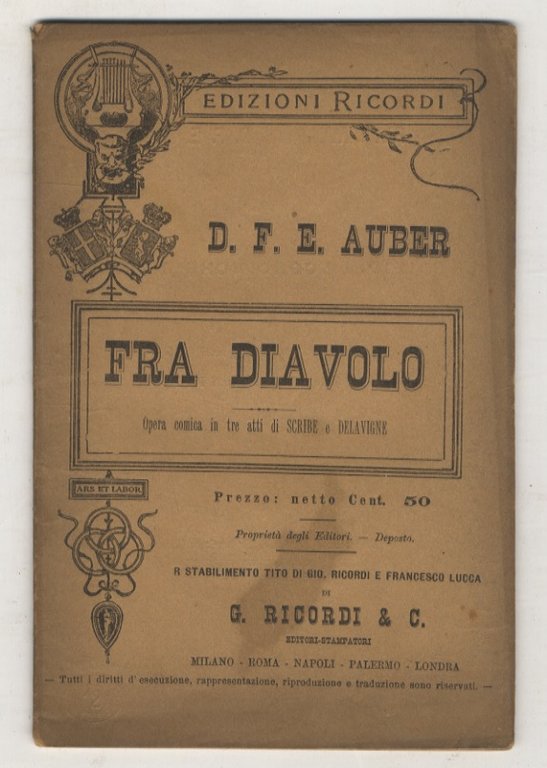 EDIZIONI RICORDI
D. F. E. AUBER
FRA DIAVOLO
Opera comica in tre atti di SCRIBE e DELAVIGNE
ARS ET LABOR
Prezzo: netto Cent. 50
Proprietà degli Editori. — Deposto.
R STABILIMENTO TITO DI GIO. RICORDI E FRANCESCO LUCCA
DI
G. RICORDI & C.
EDITORI-STAMPATORI
MILANO - ROMA - NAPOLI - PALERMO - LONDRA
— Tutti i diritti d'esecuzione, rappresentazione, riproduzione e traduzione sono riservati. —